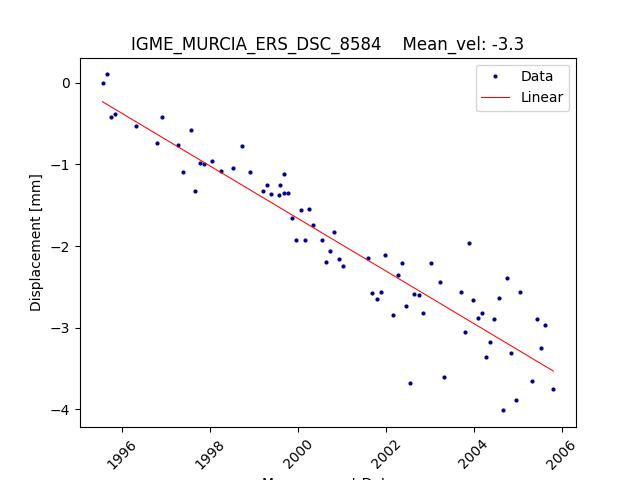 IGME_MURCIA_ERS_DSC_8584 Mean_vel: -3.3
Data
Linear
Displacement [mm]
0
−1
−2
−3
−4
1996
1998
2000
2002
2004
2006